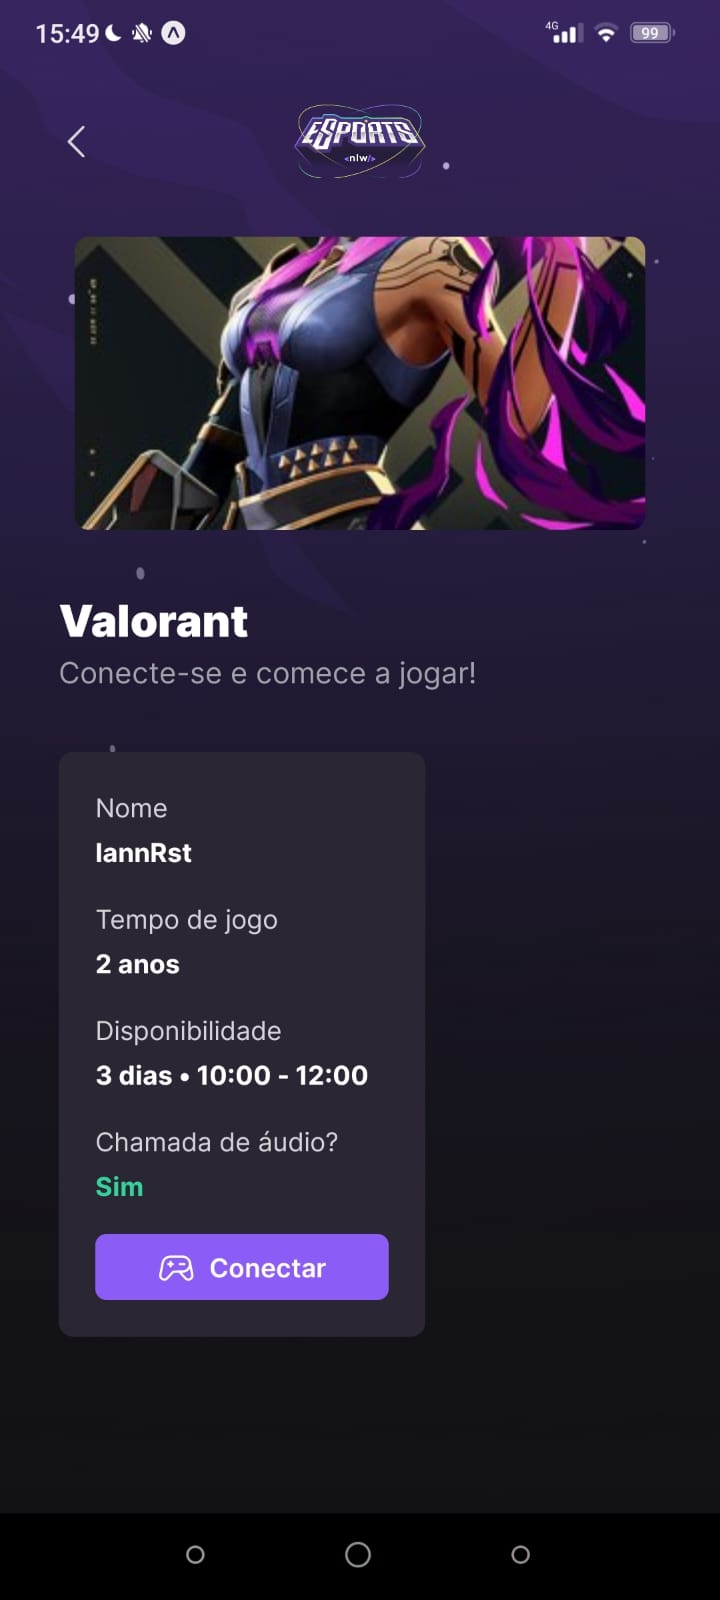 15:49
4G
99
eSPORTS
<nlw/>
Valorant
Conecte-se e comece a jogar!
Nome
IannRst
Tempo de jogo
2 anos
Disponibilidade
3 dias • 10:00 - 12:00
Chamada de áudio?
Sim
Conectar